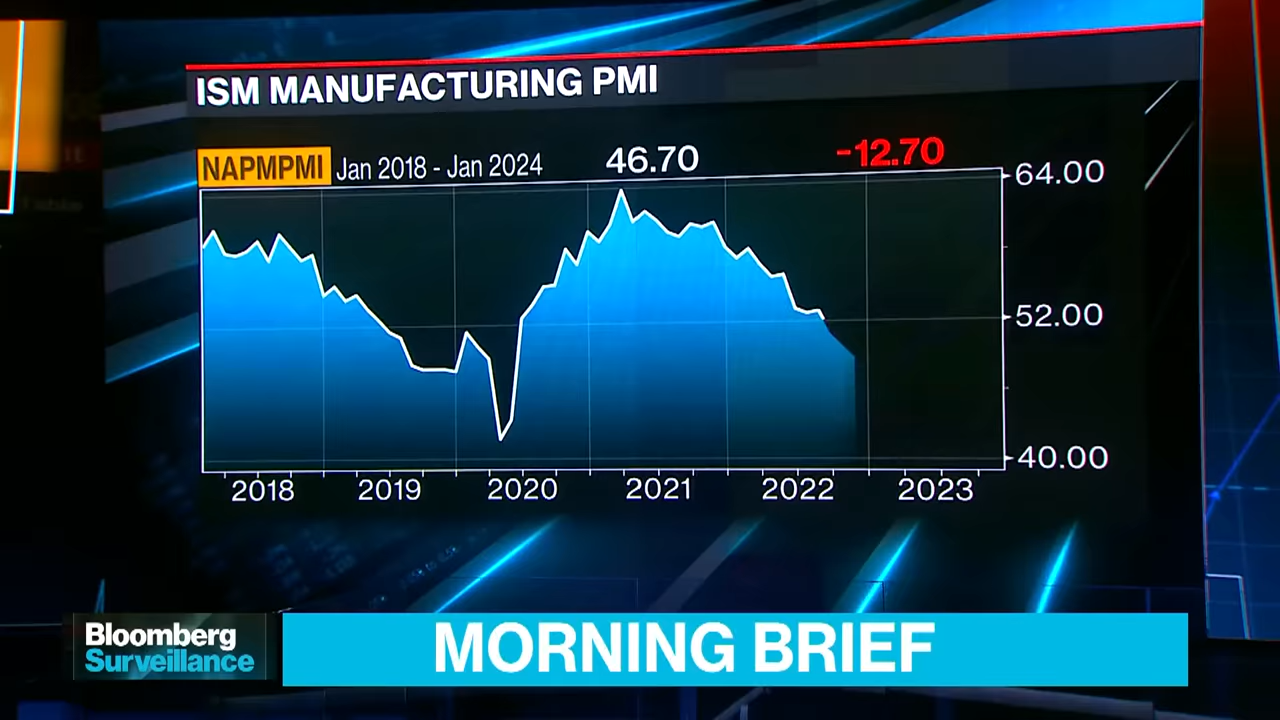 ISM MANUFACTURING PMI
NAPMPMI Jan 2018 - Jan 2024 46.70 -12.70
64.00
52.00
40.00
2018 2019 2020 2021 2022 2023
Bloomberg
Surveillance
MORNING BRIEF